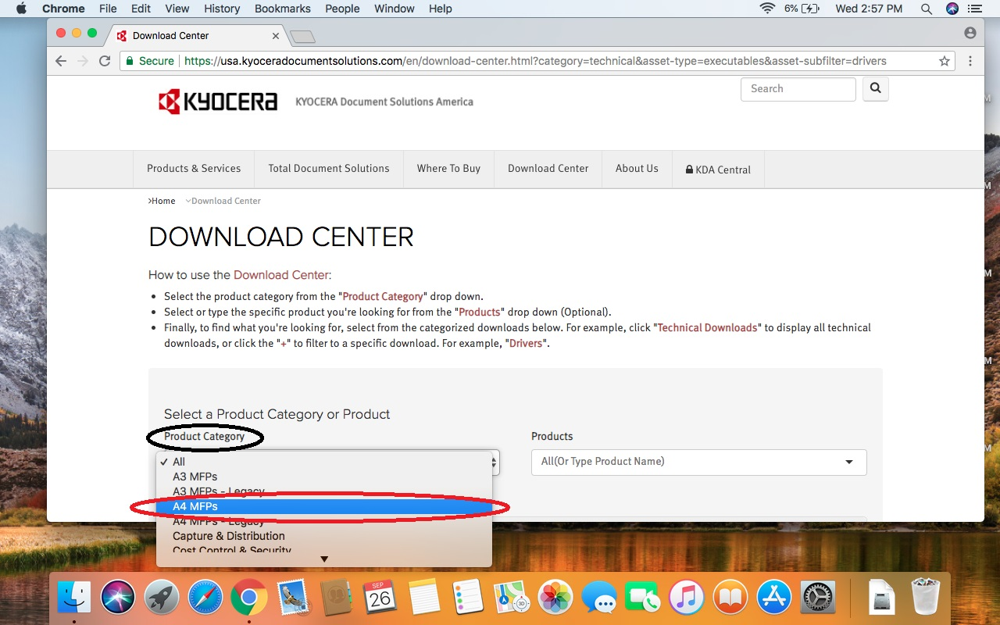 Chrome File Edit View History Bookmarks People Window Help 6% Wed 2:57 PM
Download Center
Secure https://usa.kyoceradocumentsolutions.com/en/download-center.html?category=technical&asset-type=executables&asset-subfilter=drivers
KYOCERA KYOCERA Document Solutions America Search
Products & Services Total Document Solutions Where To Buy Download Center About Us KDA Central
>Home Download Center
DOWNLOAD CENTER
How to use the Download Center:
• Select the product category from the "Product Category" drop down.
• Select or type the specific product you're looking for from the "Products" drop down (Optional).
• Finally, to find what you're looking for, select from the categorized downloads below. For example, click "Technical Downloads" to display all technical
downloads, or click the "+" to filter to a specific download. For example, "Drivers".
Select a Product Category or Product
Product Category Products
✓ All All(Or Type Product Name)
A3 MFPs
A3 MFPs - Legacy
A4 MFPs
A4 MFPs - Legacy
Capture & Distribution
Cost Control & Security
SEP
26
3D